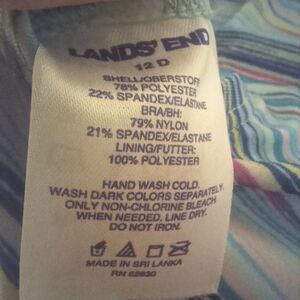 LANDS' END
12 D
SHELL/OBERSTOFF
78% POLYESTER
22% SPANDEX/ELASTANE
BRA/BH:
79% NYLON
21% SPANDEX/ELASTANE
LINING/FUTTER:
100% POLYESTER
HAND WASH COLD.
WASH DARK COLORS SEPARATELY.
ONLY NON-CHLORINE BLEACH
WHEN NEEDED. LINE DRY.
DO NOT IRON.
MADE IN SRI LANKA
RN 62830